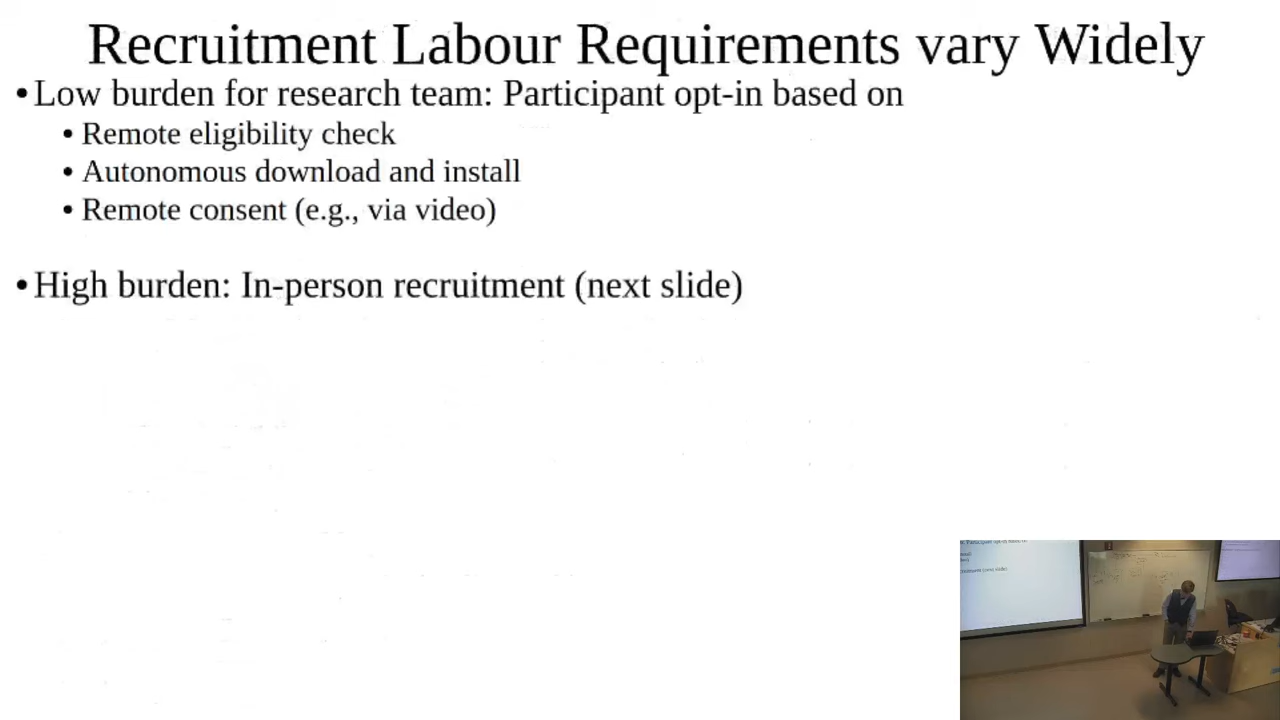 Recruitment Labour Requirements vary Widely
• Low burden for research team: Participant opt-in based on
• Remote eligibility check
• Autonomous download and install
• Remote consent (e.g., via video)
• High burden: In-person recruitment (next slide)